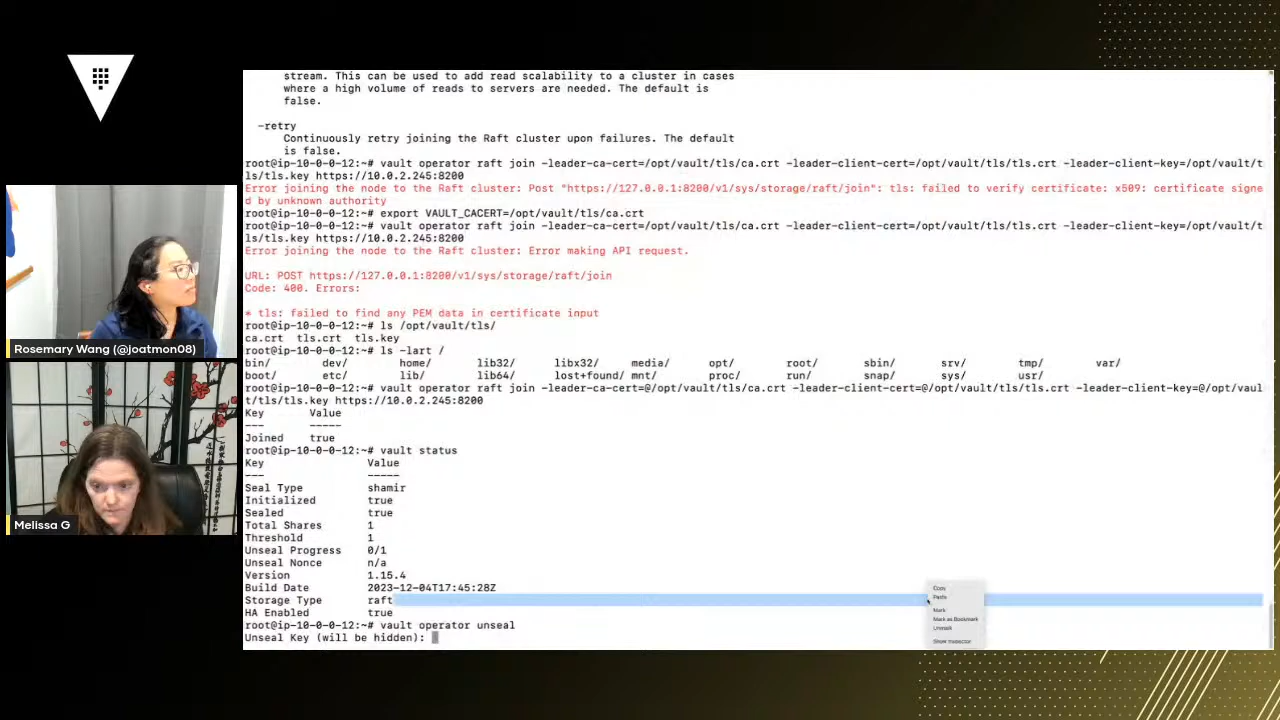 stream. This can be used to add read scalability to a cluster in cases
where a high volume of reads to servers are needed. The default is
false.
-retry
Continuously retry joining the Raft cluster upon failures. The default
is false.
root@ip-10-0-0-12:~# vault operator raft join -leader-ca-cert=/opt/vault/tls/ca.crt -leader-client-cert=/opt/vault/tls/tls.crt -leader-client-key=/opt/vault/t
ls/tls.key https://10.0.2.245:8200
Error joining the node to the Raft cluster: Post "https://127.0.0.1:8200/v1/sys/storage/raft/join": tls: failed to verify certificate: x509: certificate signe
d by unknown authority
root@ip-10-0-0-12:~# export VAULT_CACERT=/opt/vault/tls/ca.crt
root@ip-10-0-0-12:~# vault operator raft join -leader-ca-cert=/opt/vault/tls/ca.crt -leader-client-cert=/opt/vault/tls/tls.crt -leader-client-key=/opt/vault/t
ls/tls.key https://10.0.2.245:8200
Error joining the node to the Raft cluster: Error making API request.
URL: POST https://127.0.0.1:8200/v1/sys/storage/raft/join
Code: 400. Errors:
* tls: failed to find any PEM data in certificate input
root@ip-10-0-0-12:~# ls /opt/vault/tls/
ca.crt tls.crt tls.key
root@ip-10-0-0-12:~# ls -lart /
bin/ dev/ home/ lib32/ libx32/ media/ opt/ root/ sbin/ srv/ tmp/ var/
boot/ etc/ lib/ lib64/ lost+found/ mnt/ proc/ run/ snap/ sys/ usr/
root@ip-10-0-0-12:~# vault operator raft join -leader-ca-cert=@/opt/vault/tls/ca.crt -leader-client-cert=@/opt/vault/tls/tls.crt -leader-client-key=@/opt/vaul
t/tls/tls.key https://10.0.2.245:8200
Key Value
--- -----
Joined true
root@ip-10-0-0-12:~# vault status
Key Value
--- -----
Seal Type shamir
Initialized true
Sealed true
Total Shares 1
Threshold 1
Unseal Progress 0/1
Unseal Nonce n/a
Version 1.15.4
Build Date 2023-12-04T17:45:28Z
Storage Type raft
HA Enabled true
root@ip-10-0-0-12:~# vault operator unseal
Unseal Key (will be hidden):
Copy
Paste
Mark
Mark as Bookmark
Unmark
Show Inspector
Rosemary Wang (@joatmon08)
Melissa G